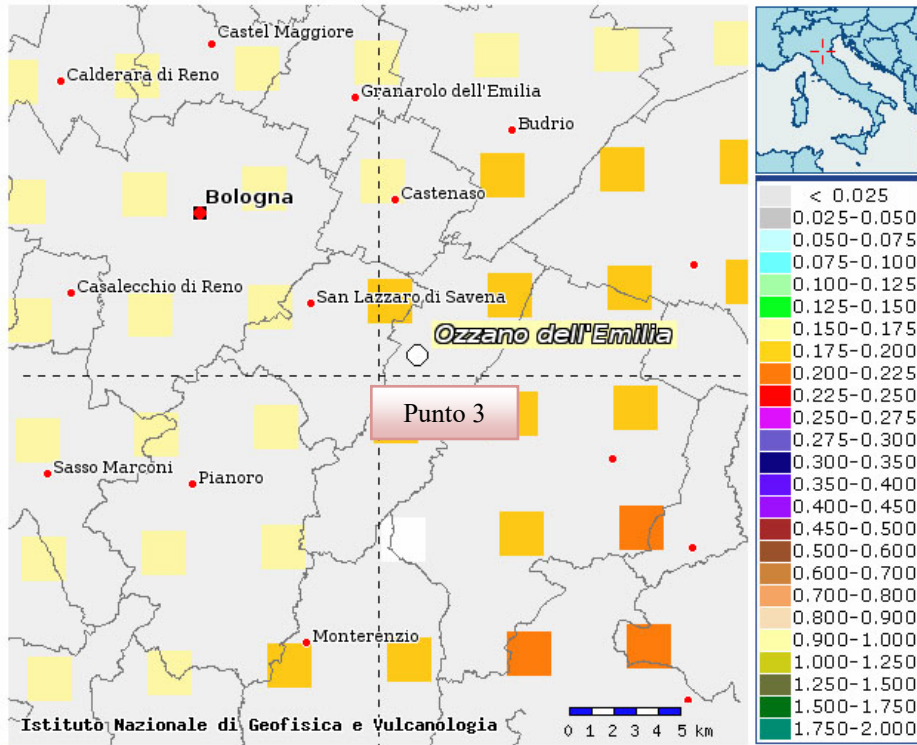 Castel Maggiore
Calderara di Reno
Granarolo dell'Emilia
Budrio
Bologna
Castenaso
Casalecchio di Reno
San Lazzaro di Savena
Ozzano dell'Emilia
Punto 3
Sasso Marconi
Pianoro
Monterenzio
Istituto Nazionale di Geofisica e Vulcanologia
0 1 2 3 4 5 km
< 0.025
0.025-0.050
0.050-0.075
0.075-0.100
0.100-0.125
0.125-0.150
0.150-0.175
0.175-0.200
0.200-0.225
0.225-0.250
0.250-0.275
0.275-0.300
0.300-0.350
0.350-0.400
0.400-0.450
0.450-0.500
0.500-0.600
0.600-0.700
0.700-0.800
0.800-0.900
0.900-1.000
1.000-1.250
1.250-1.500
1.500-1.750
1.750-2.000